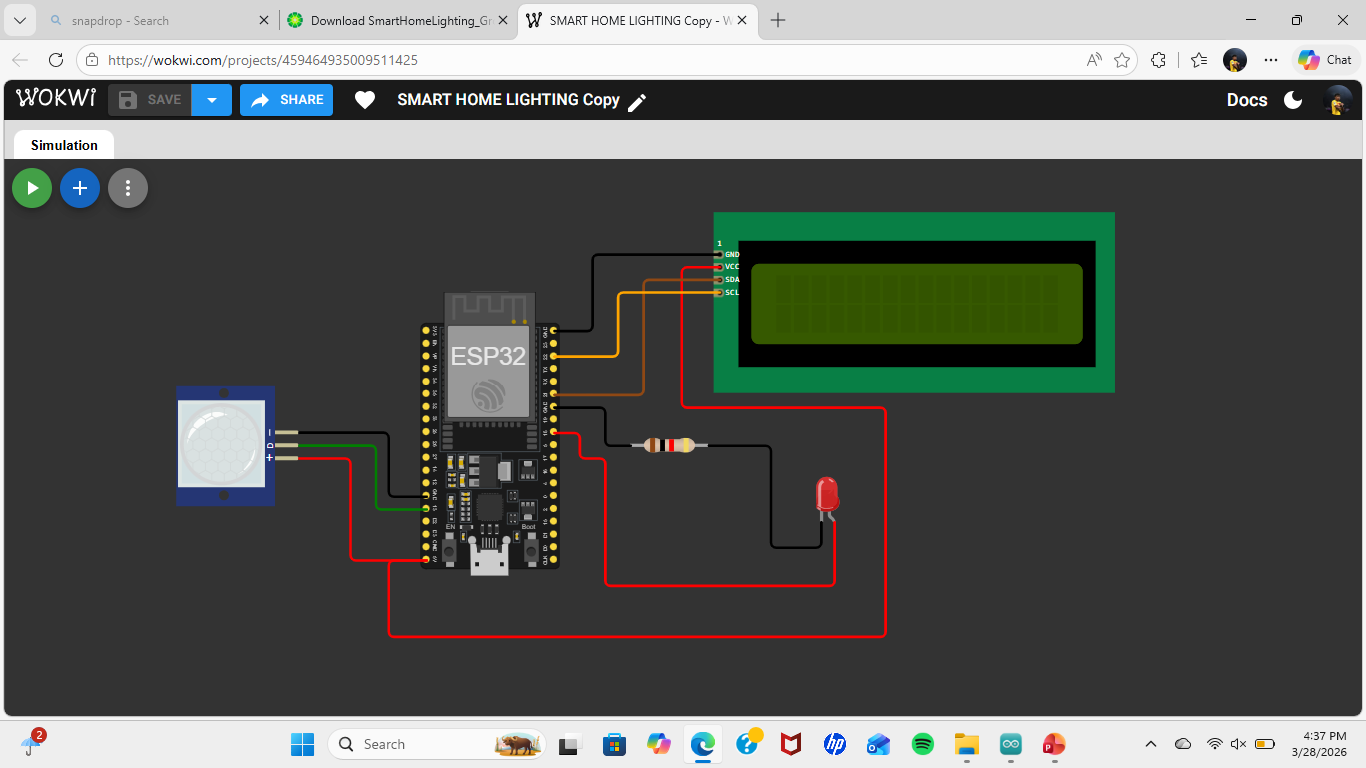 snapdrop - Search
Download SmartHomeLighting_Gr
SMART HOME LIGHTING Copy - W
https://wokwi.com/projects/459464935009511425
Chat
WOKWI
SAVE
SHARE
SMART HOME LIGHTING Copy
Docs
Simulation
1
GND
VCC
SDA
SCL
ESP32
D
EN
Boot
2
Search
4:37 PM
3/28/2026